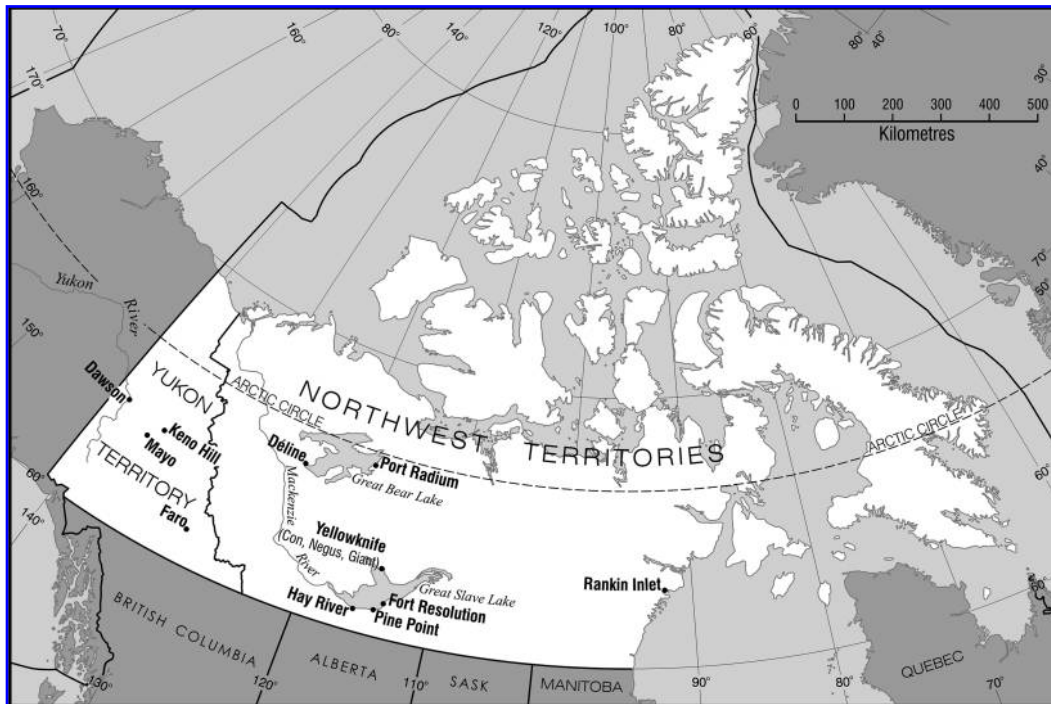 70°
160°
80°
140°
120°
100°
80°
60°
80°
40°
170°
30°
0 100 200 300 400 500
Kilometres
40°
160°
Yukon
River
70°
50°
150°
Dawson
YUKON
TERRITORY
Keno Hill
Mayo
Faro
ARCTIC CIRCLE
NORTHWEST TERRITORIES
ARCTIC CIRCLE
Déline
Port Radium
Great Bear Lake
Mackenzie
River
60°
60°
140°
Yellowknife
(Con, Negus, Giant)
Great Slave Lake
Hay River
Fort Resolution
Pine Point
Rankin Inlet
BRITISH COLUMBIA
ALBERTA
SASK
MANITOBA
QUEBEC
130°
120°
110°
90°
70°